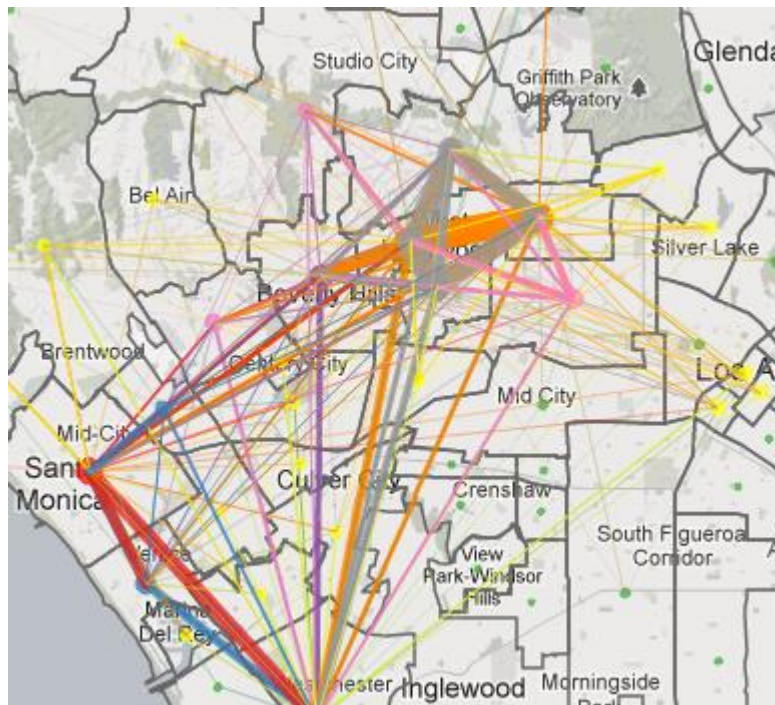 Glenda
Studio City
Griffith Park
Observatory
Bel Air
Silver Lake
Beverly Hills
Brentwood
Century City
Los A
Mid City
Mid-City
Santa
Monica
Culver City
Crenshaw
South Figueroa
Corridor
View
Park-Windsor
Hills
Venice
Marina
Del Rey
Westchester
Inglewood
Morningside
Park